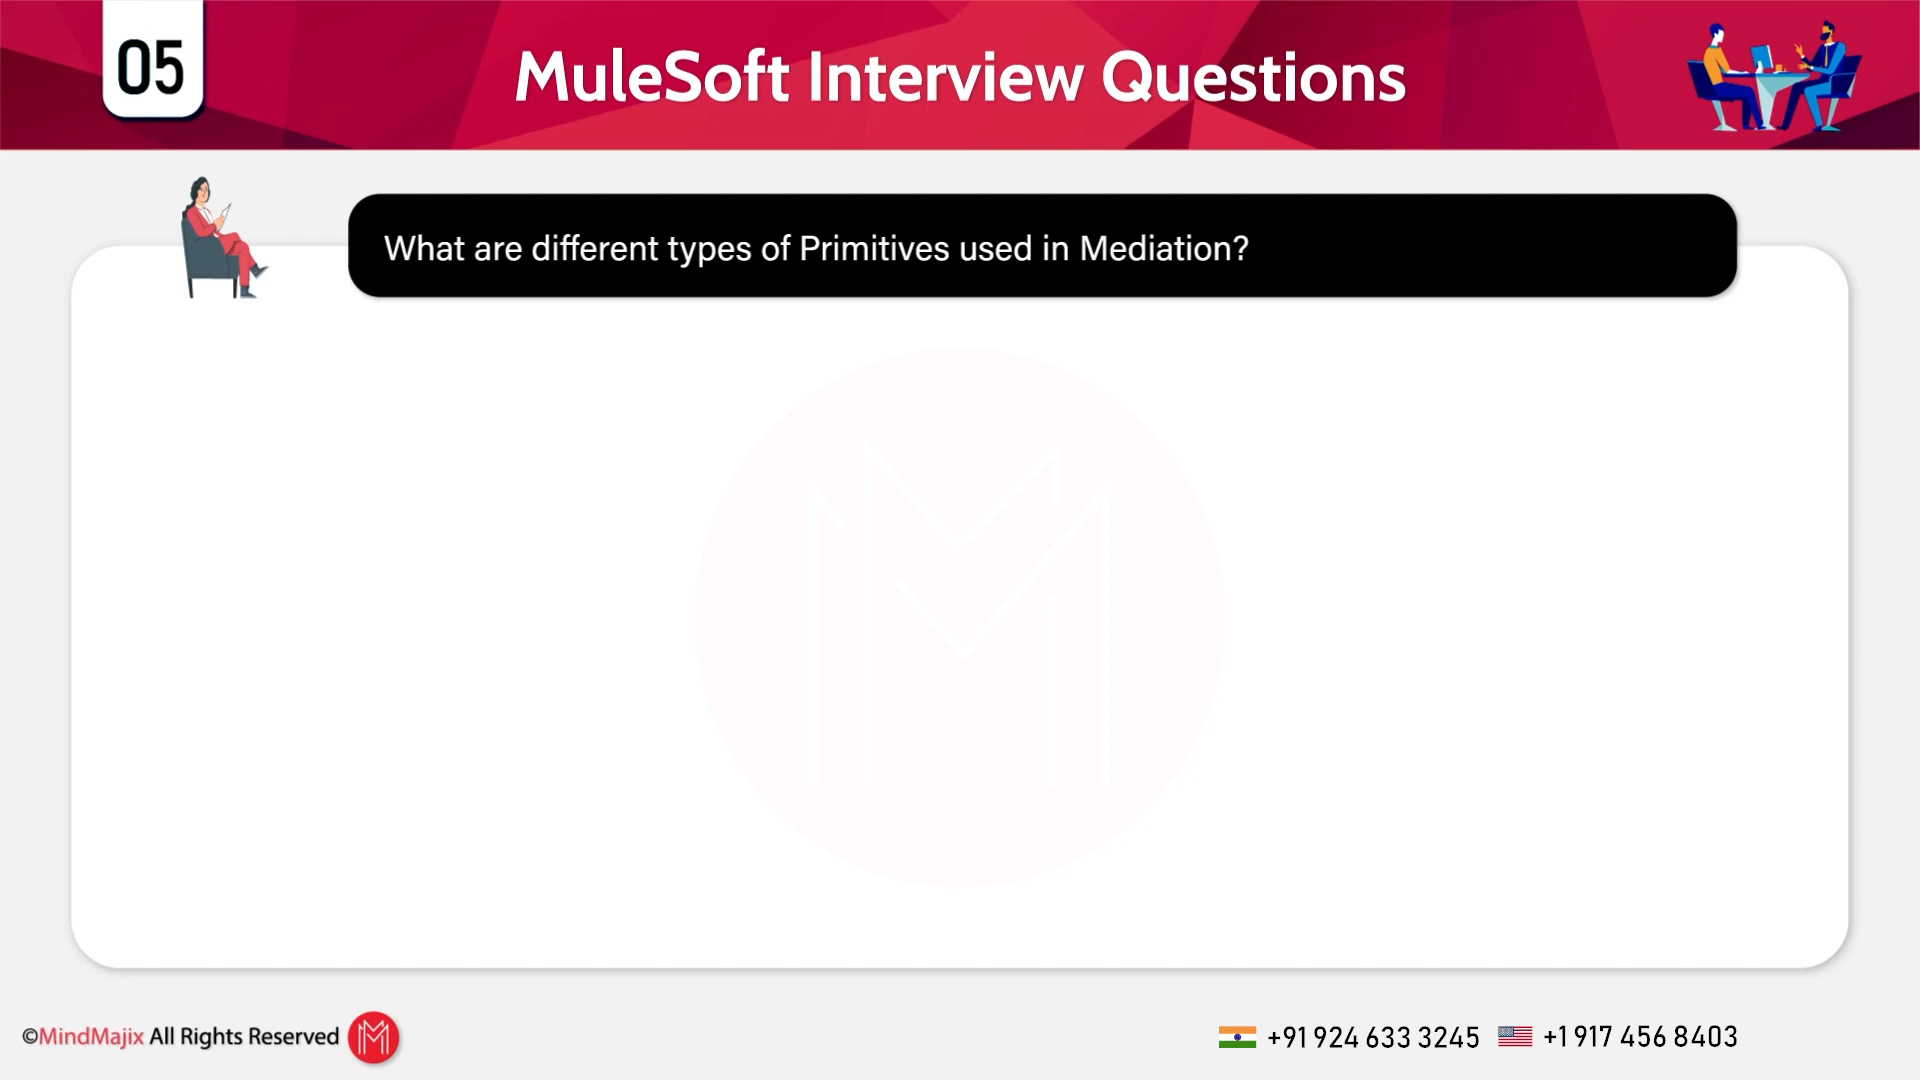 05
MuleSoft Interview Questions
What are different types of Primitives used in Mediation?
©MindMajix All Rights Reserved
+91 924 633 3245
+1 917 456 8403